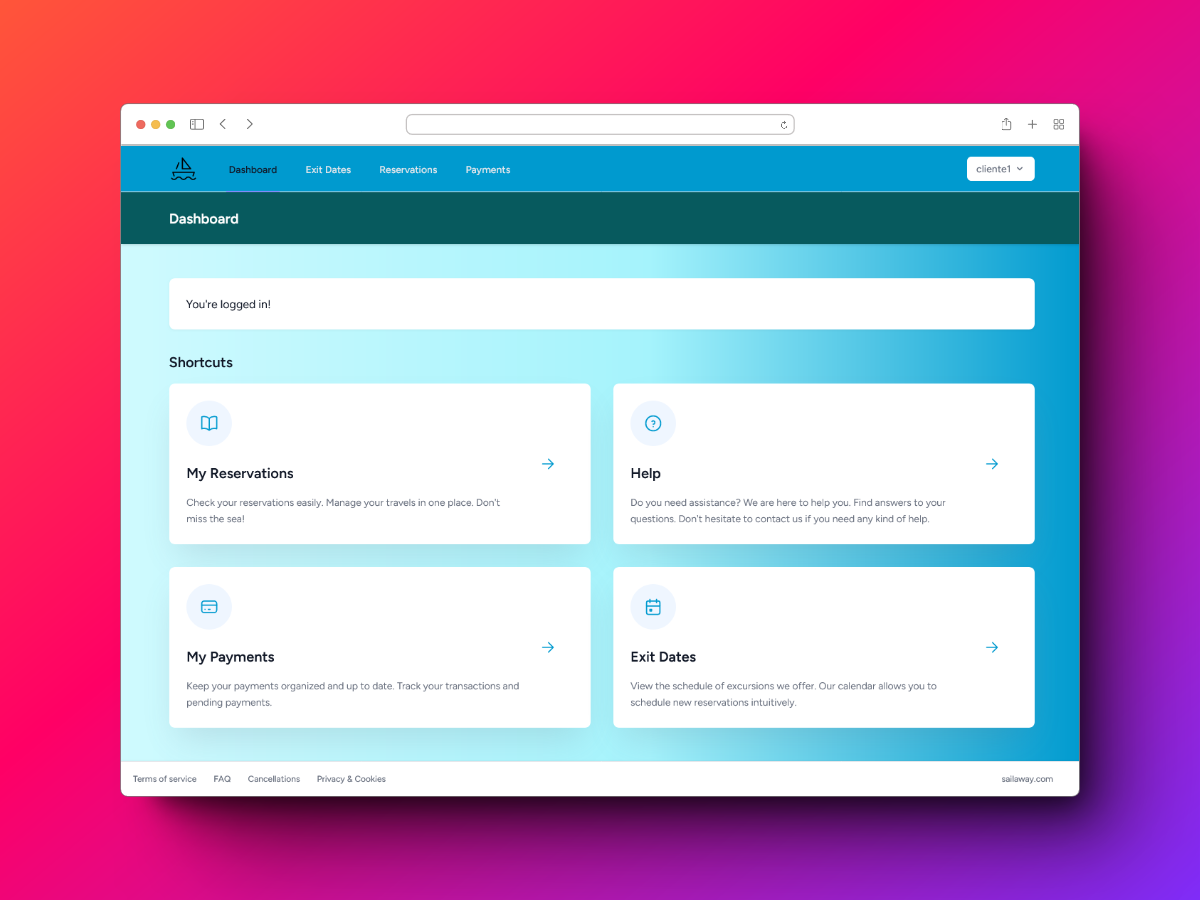 Dashboard
Exit Dates
Reservations
Payments
cliente1
Dashboard
You're logged in!
Shortcuts
My Reservations
Check your reservations easily. Manage your travels in one place. Don't
miss the sea!
Help
Do you need assistance? We are here to help you. Find answers to your
questions. Don't hesitate to contact us if you need any kind of help.
My Payments
Keep your payments organized and up to date. Track your transactions and
pending payments.
Exit Dates
View the schedule of excursions we offer. Our calendar allows you to
schedule new reservations intuitively.
Terms of service
FAQ
Cancellations
Privacy & Cookies
sailaway.com